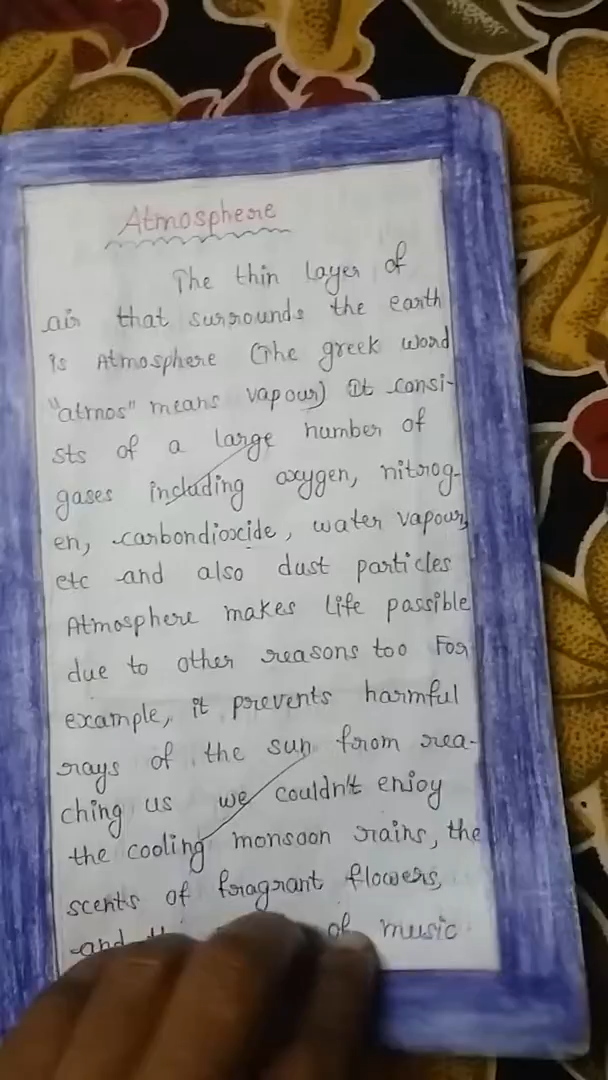 Atmosphere
The thin layer of
air that surrounds the earth
is Atmosphere (The greek word
"atmos" means vapour) It consi-
sts of a large number of
gases including oxygen, nitrog-
en, carbondioxide, water vapour,
etc and also dust particles
Atmosphere makes life passible
due to other reasons too For
example, it prevents harmful
rays of the sun from rea-
ching us we couldn't enjoy
the cooling monsoon rains, the
scents of fragrant flowers,
and of music